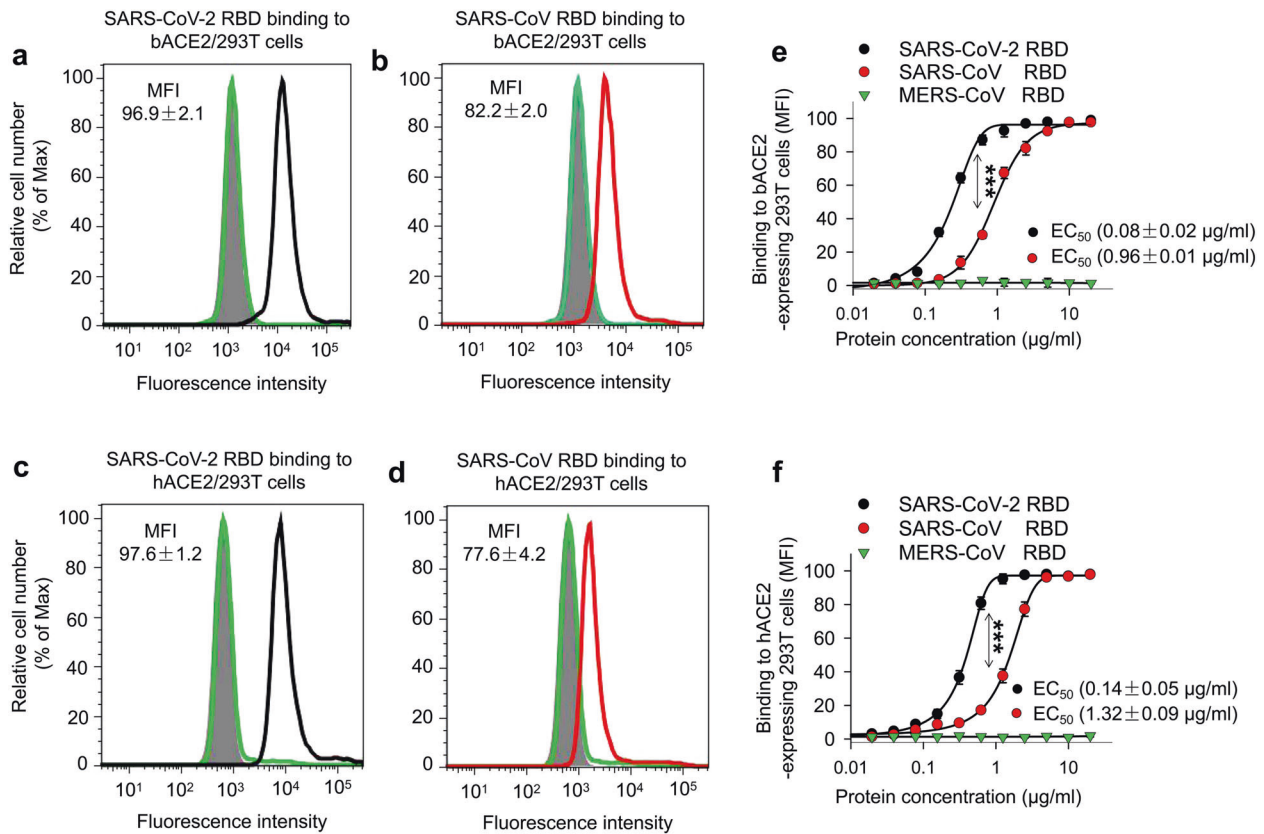 a
SARS-CoV-2 RBD binding to
bACE2/293T cells
MFI
96.9±2.1
Relative cell number
(% of Max)
100
80
60
40
20
0
10¹ 10² 10³ 10⁴ 10⁵
Fluorescence intensity
b
SARS-CoV RBD binding to
bACE2/293T cells
MFI
82.2±2.0
100
80
60
40
20
0
10¹ 10² 10³ 10⁴ 10⁵
Fluorescence intensity
e
SARS-CoV-2 RBD
SARS-CoV RBD
MERS-CoV RBD
Binding to bACE2
-expressing 293T cells (MFI)
100
80
60
40
20
0
***
EC₅₀ (0.08±0.02 µg/ml)
EC₅₀ (0.96±0.01 µg/ml)
0.01 0.1 1 10
Protein concentration (µg/ml)
c
SARS-CoV-2 RBD binding to
hACE2/293T cells
MFI
97.6±1.2
Relative cell number
(% of Max)
100
80
60
40
20
0
10¹ 10² 10³ 10⁴ 10⁵
Fluorescence intensity
d
SARS-CoV RBD binding to
hACE2/293T cells
MFI
77.6±4.2
100
80
60
40
20
0
10¹ 10² 10³ 10⁴ 10⁵
Fluorescence intensity
f
SARS-CoV-2 RBD
SARS-CoV RBD
MERS-CoV RBD
Binding to hACE2
-expressing 293T cells (MFI)
100
80
60
40
20
0
***
EC₅₀ (0.14±0.05 µg/ml)
EC₅₀ (1.32±0.09 µg/ml)
0.01 0.1 1 10
Protein concentration (µg/ml)